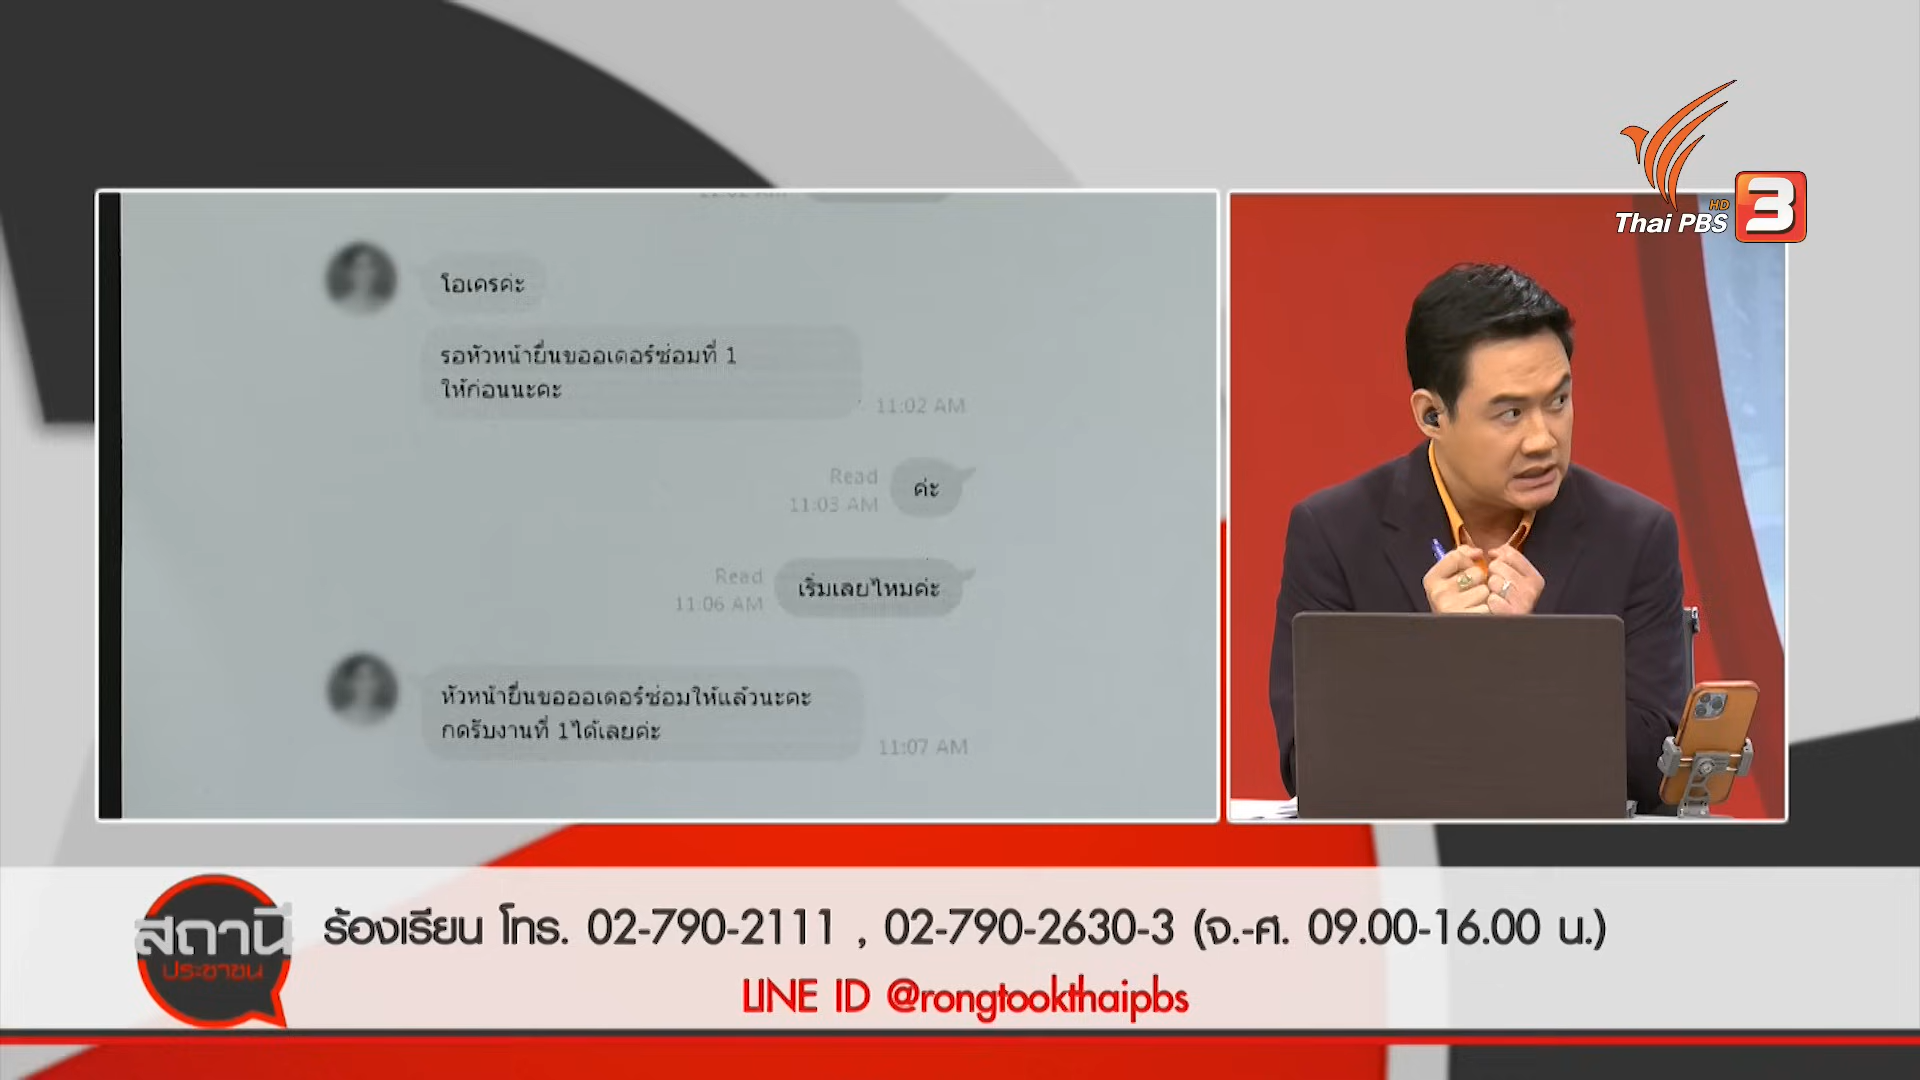 Thai PBS
HD
3
โอเครค่ะ
รอหัวหน้ายื่นขออเดอร์ซ่อมที่ 1
ให้ก่อนนะคะ
11:02 AM
Read
11:03 AM
ค่ะ
Read
11:06 AM
เริ่มเลยไหมค่ะ
หัวหน้ายื่นขอออเดอร์ซ่อมให้แล้วนะคะ
กดรับงานที่ 1ได้เลยค่ะ
11:07 AM
สถานี
ประชาชน
ร้องเรียน โทร. 02-790-2111 , 02-790-2630-3 (จ.-ศ. 09.00-16.00 น.)
LINE ID @rongtookthaipbs